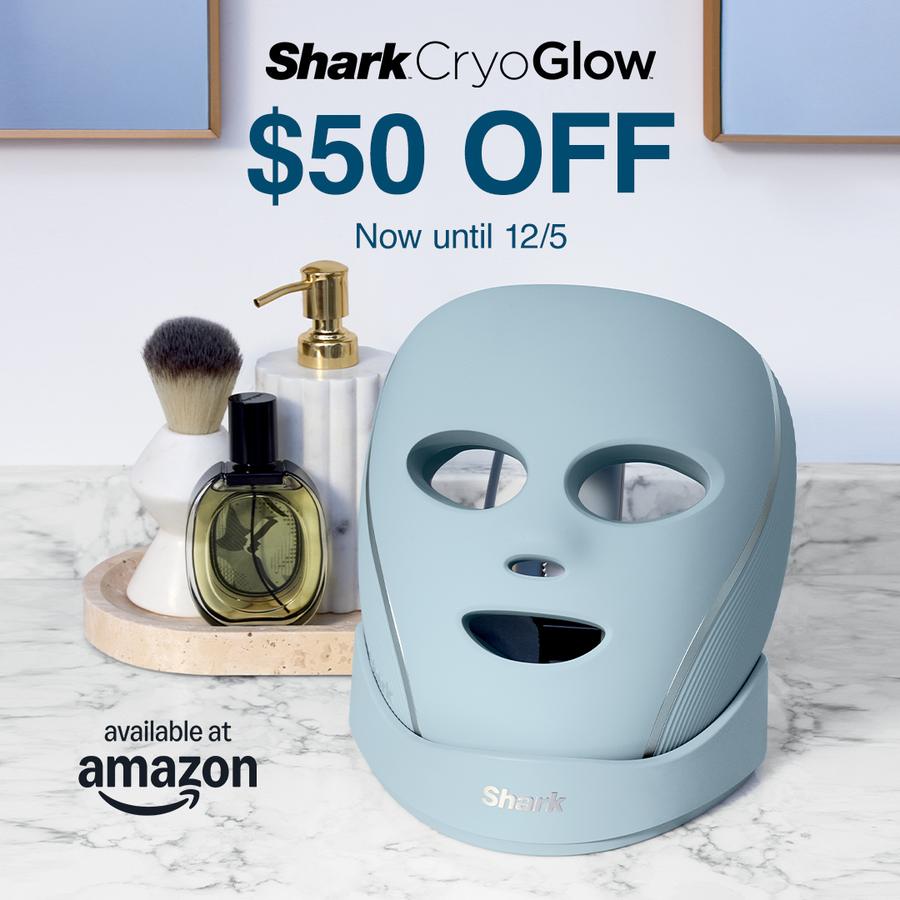 Shark CryoGlow
$50 OFF
Now until 12/5
available at
amazon
Shark